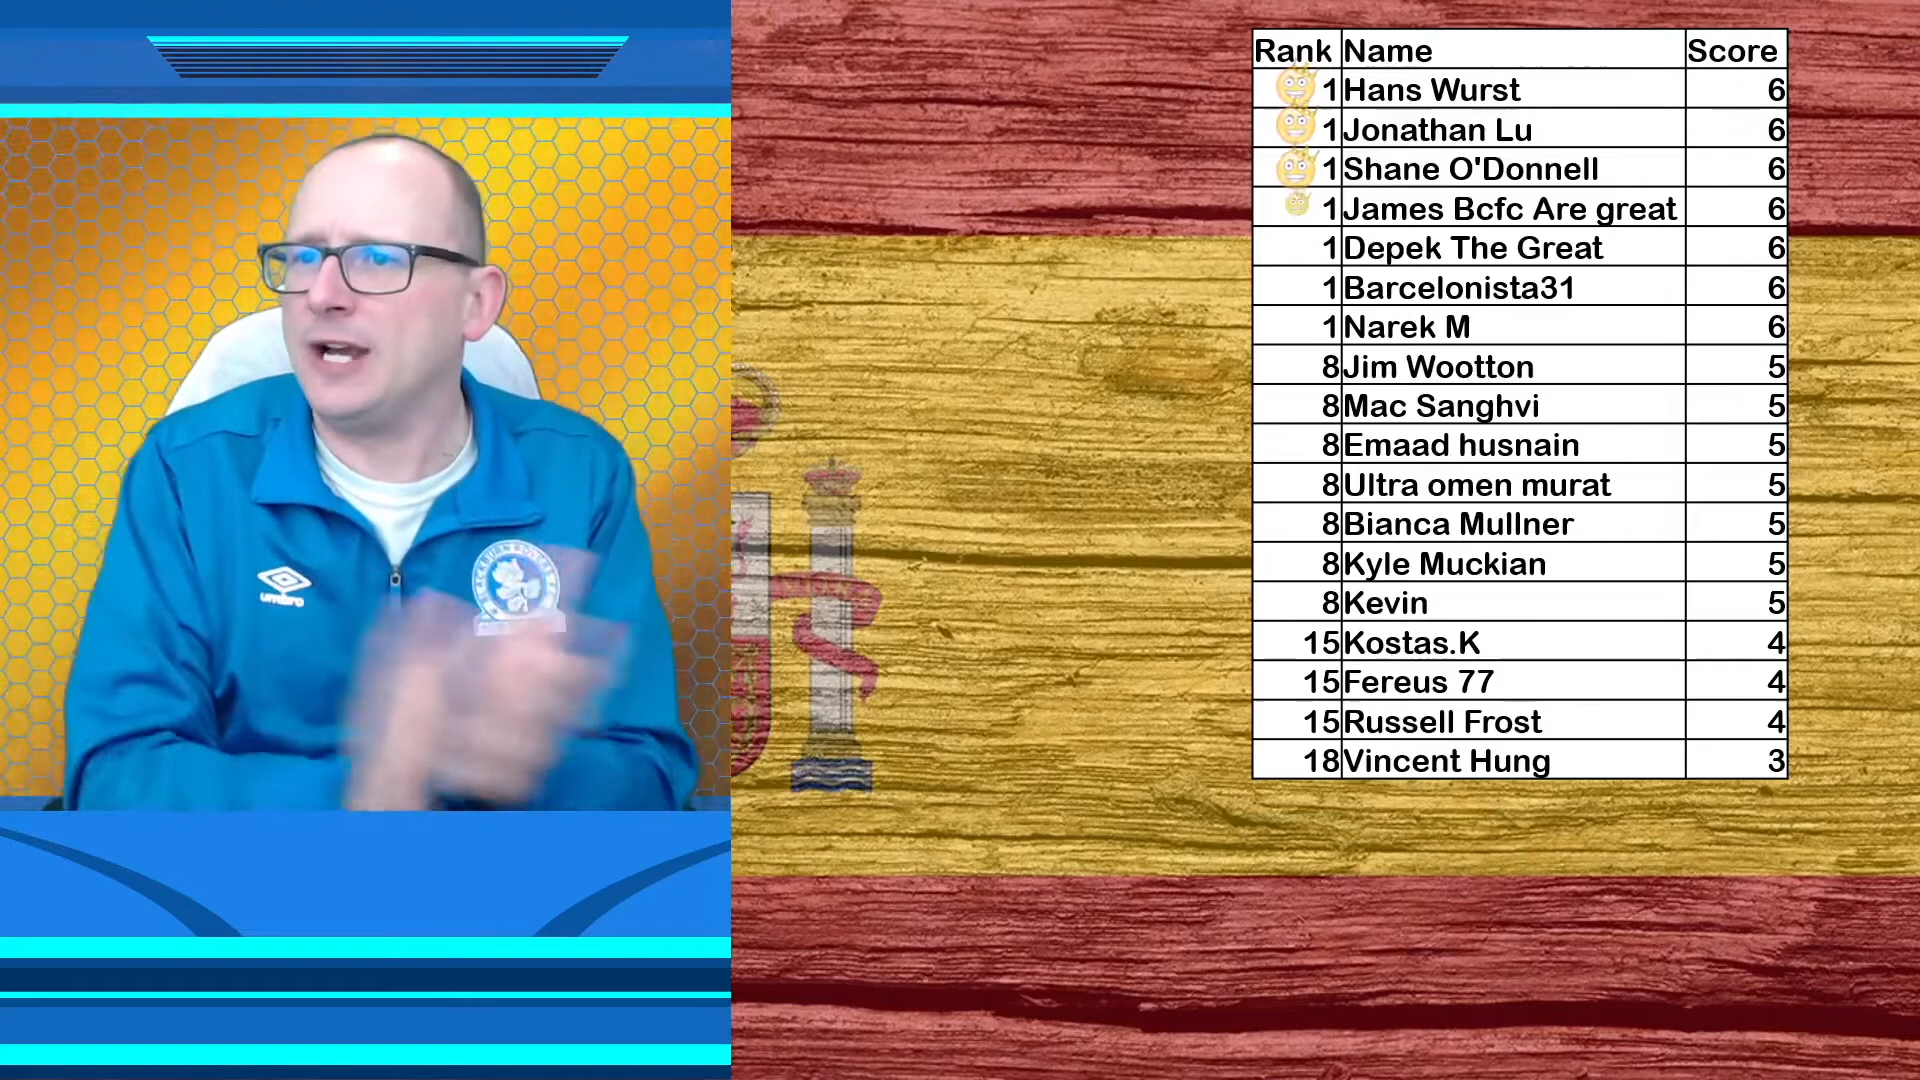 Rank Name Score
1 Hans Wurst 6
1 Jonathan Lu 6
1 Shane O'Donnell 6
1 James Bcfc Are great 6
1 Depek The Great 6
1 Barcelonista31 6
1 Narek M 6
8 Jim Wootton 5
8 Mac Sanghvi 5
8 Emaad husnain 5
8 Ultra omen murat 5
8 Bianca Mullner 5
8 Kyle Muckian 5
8 Kevin 5
15 Kostas.K 4
15 Fereus 77 4
15 Russell Frost 4
18 Vincent Hung 3
umbro